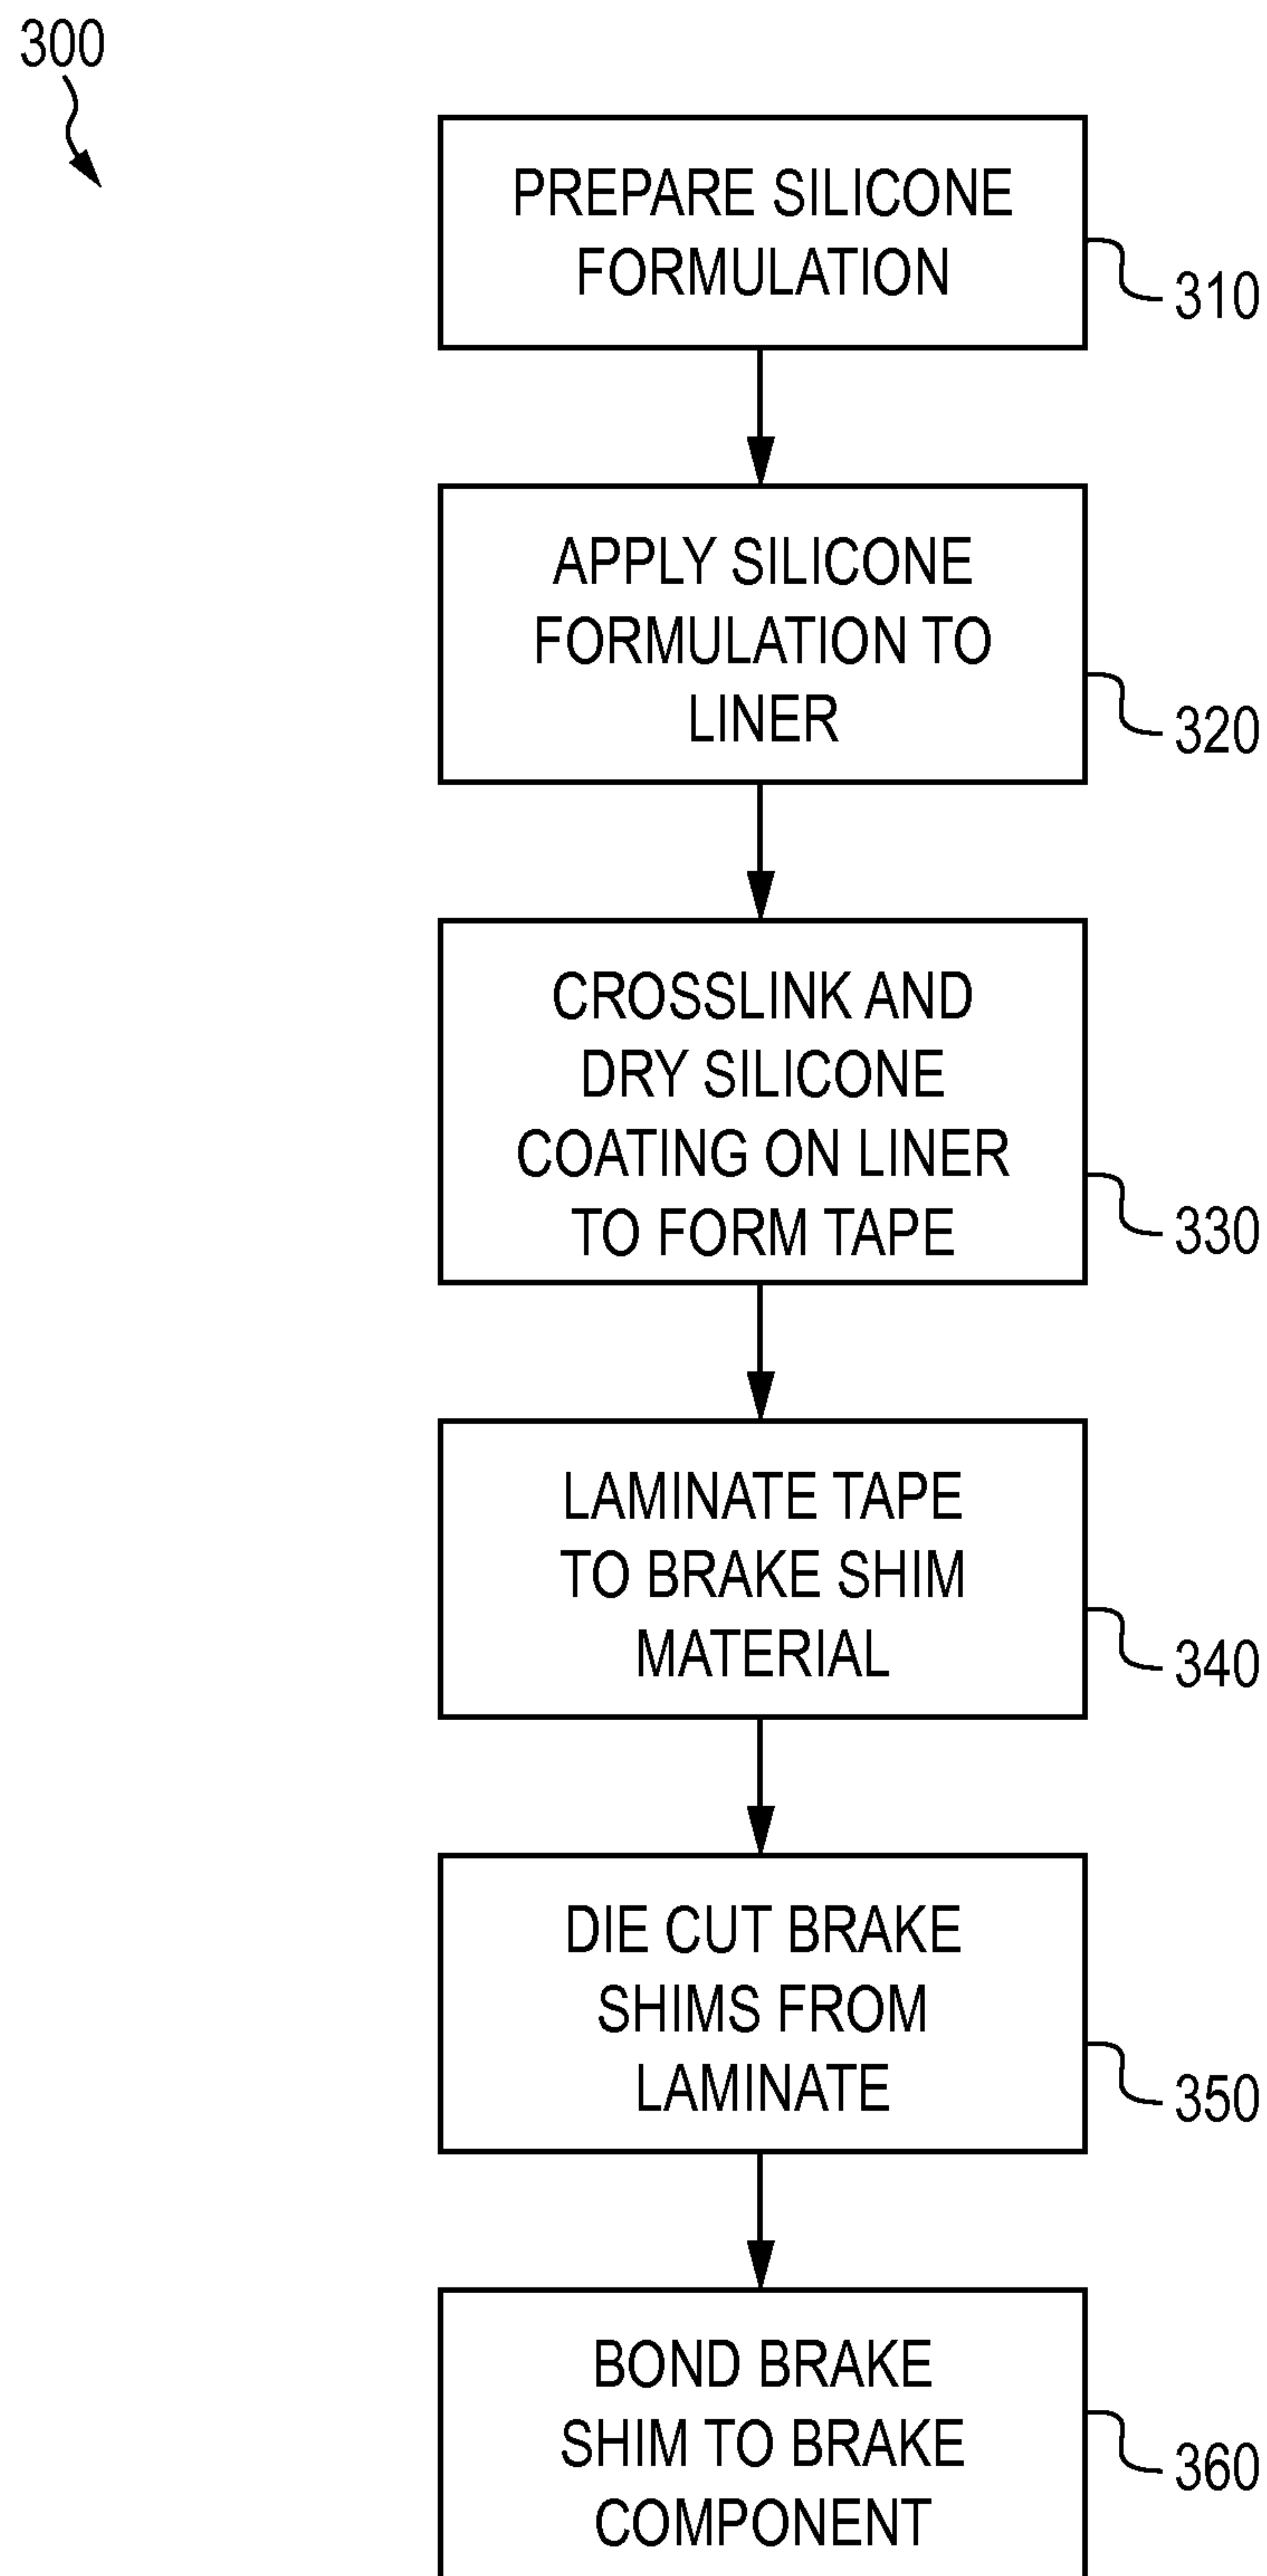 300
PREPARE SILICONE
FORMULATION
310
APPLY SILICONE
FORMULATION TO
LINER
320
CROSSLINK AND
DRY SILICONE
COATING ON LINER
TO FORM TAPE
330
LAMINATE TAPE
TO BRAKE SHIM
MATERIAL
340
DIE CUT BRAKE
SHIMS FROM
LAMINATE
350
BOND BRAKE
SHIM TO BRAKE
COMPONENT
360